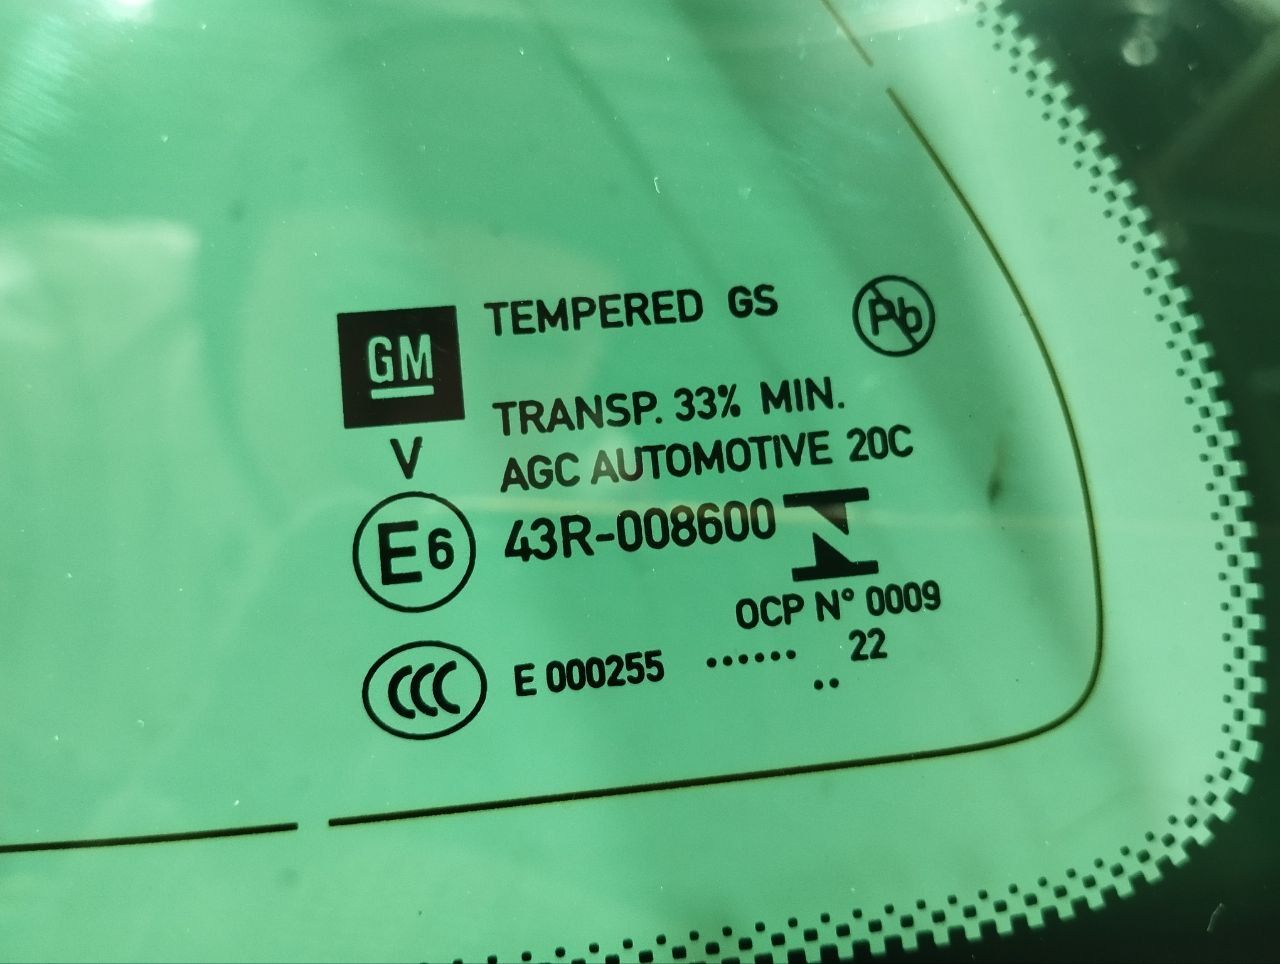 GM
TEMPERED GS
Pb
TRANSP. 33% MIN.
V
AGC AUTOMOTIVE 20C
E6
43R-008600
OCP N° 0009
CCC
E 000255 ...... 22
..